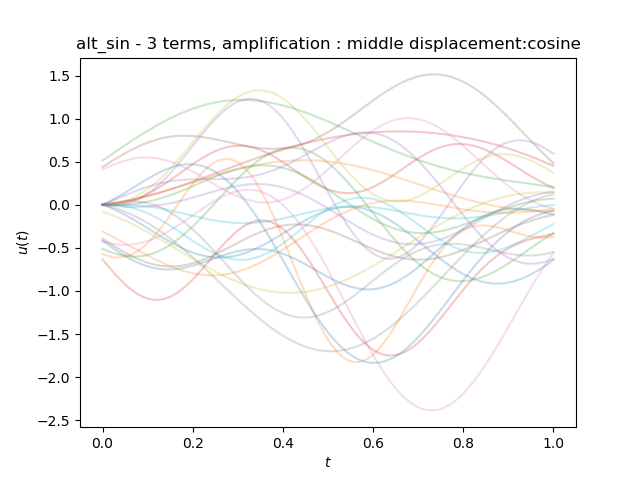 alt_sin - 3 terms, amplification : middle displacement:cosine
1.5
1.0
0.5
0.0
−0.5
−1.0
−1.5
−2.0
−2.5
u(t)
0.0 0.2 0.4 0.6 0.8 1.0
t